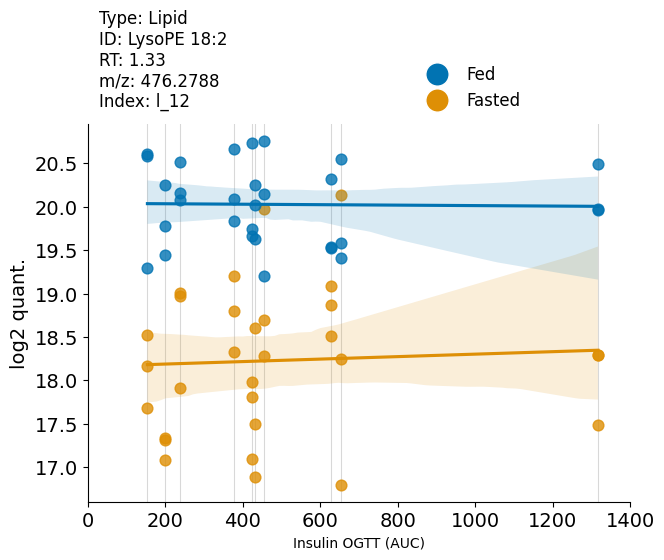 Type: Lipid
ID: LysoPE 18:2
RT: 1.33
m/z: 476.2788
Index: l_12
Fed
Fasted
20.5
20.0
19.5
19.0
18.5
18.0
17.5
17.0
log2 quant.
0 200 400 600 800 1000 1200 1400
Insulin OGTT (AUC)